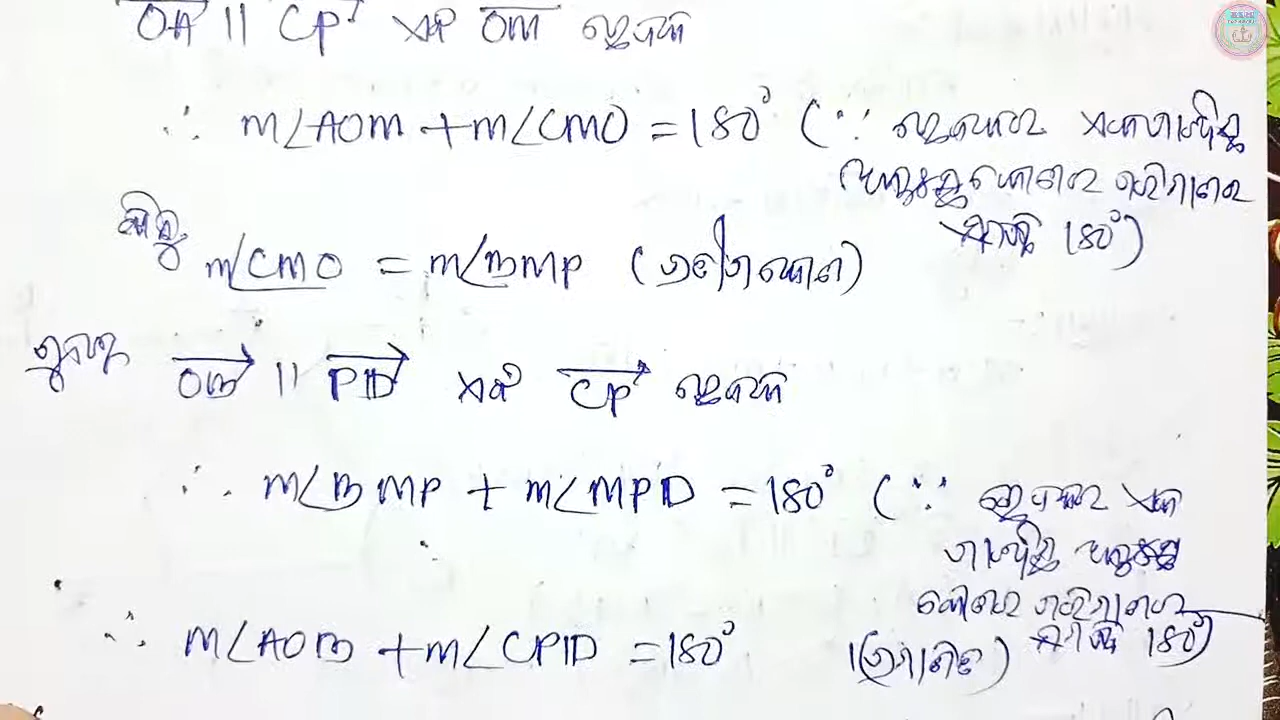 OA || CP ଏବଂ OM ଛେଦକ
∴ m∠AOM + m∠CMO = 180° (∵ ଛେଦକର ଏକପାର୍ଶ୍ୱସ୍ଥ
ଅନ୍ତଃସ୍ଥ କୋଣର ପରିମାଣର
ସମଷ୍ଟି 180°)
କିନ୍ତୁ
m∠CMO = m∠BMP (ପ୍ରତୀପ କୋଣ)
ପୁନଶ୍ଚ OB || PD ଏବଂ CP ଛେଦକ
∴ m∠BMP + m∠MPD = 180° (∵ ଛେଦକର ଏକ
ପାର୍ଶ୍ୱସ୍ଥ ଅନ୍ତଃସ୍ଥ
କୋଣର ପରିମାଣର
ସମଷ୍ଟି 180°)
∴ m∠AOB + m∠CPD = 180° (ପ୍ରମାଣିତ)